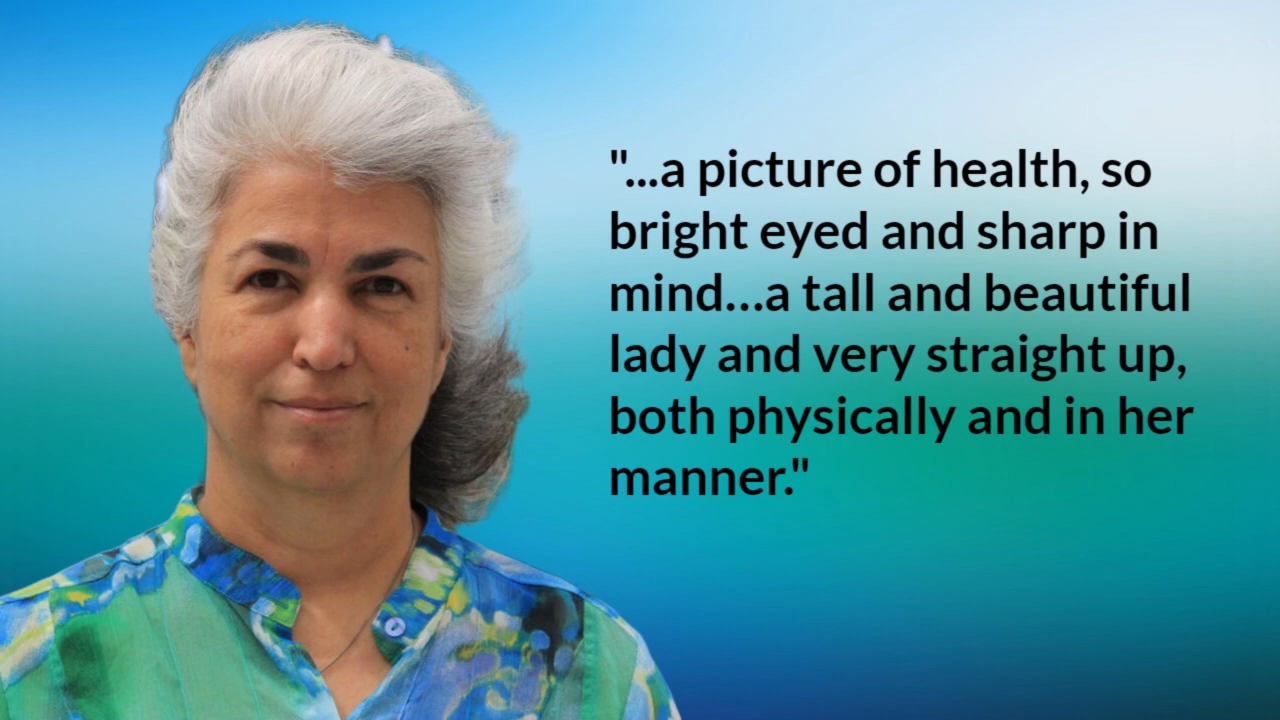 "...a picture of health, so
bright eyed and sharp in
mind...a tall and beautiful
lady and very straight up,
both physically and in her
manner."